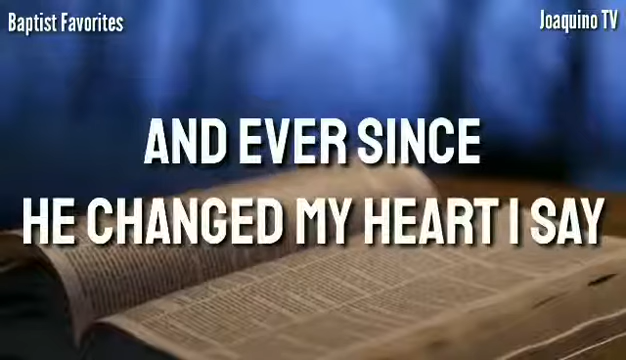 Baptist Favorites
Joaquino TV
AND EVER SINCE
HE CHANGED MY HEART I SAY